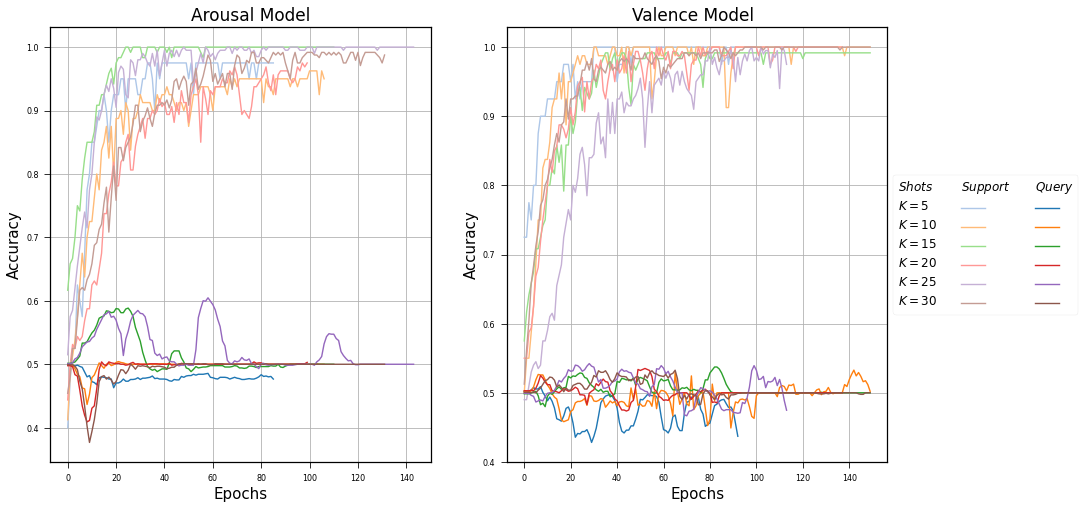 Arousal Model
Accuracy
1.0
0.9
0.8
0.7
0.6
0.5
0.4
0 20 40 60 80 100 120 140
Epochs
Valence Model
Accuracy
1.0
0.9
0.8
0.7
0.6
0.5
0.4
0 20 40 60 80 100 120 140
Epochs
Shots Support Query
K = 5
K = 10
K = 15
K = 20
K = 25
K = 30